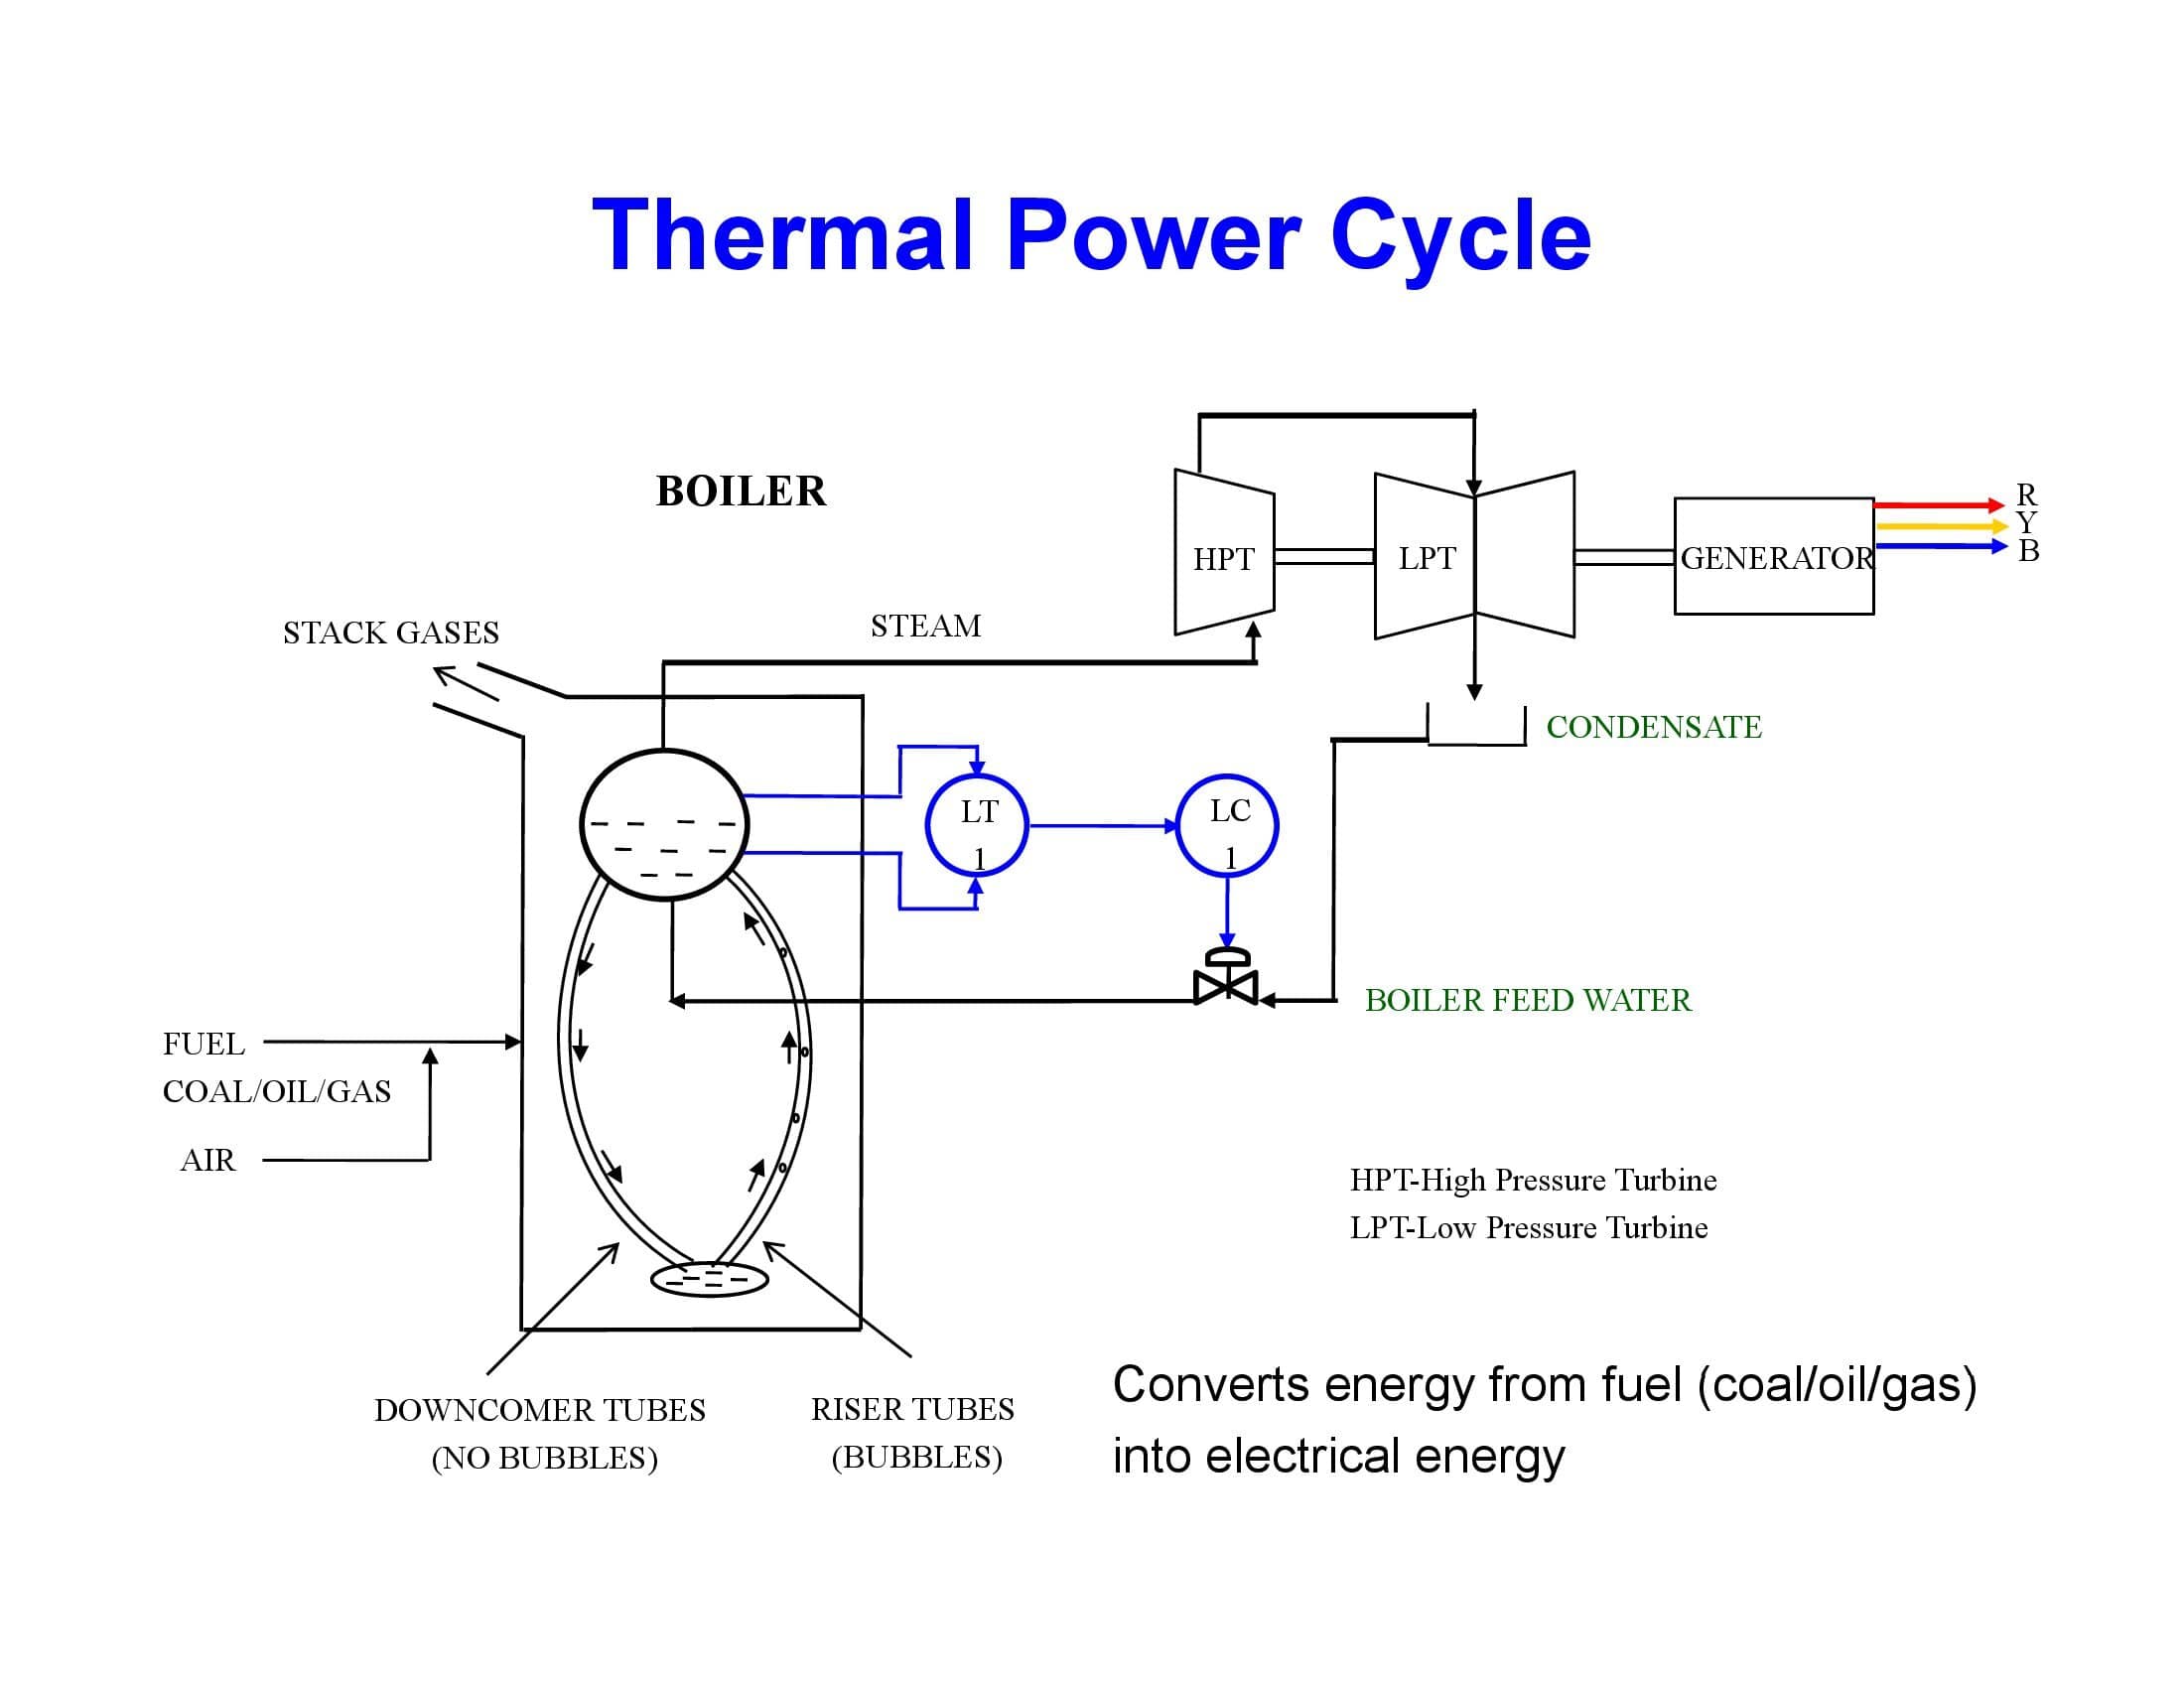 Thermal Power Cycle
BOILER
HPT
LPT
GENERATOR
R
Y
B
STACK GASES
STEAM
CONDENSATE
LT
1
LC
1
BOILER FEED WATER
FUEL
COAL/OIL/GAS
AIR
HPT-High Pressure Turbine
LPT-Low Pressure Turbine
DOWNCOMER TUBES
(NO BUBBLES)
RISER TUBES
(BUBBLES)
Converts energy from fuel (coal/oil/gas)
into electrical energy